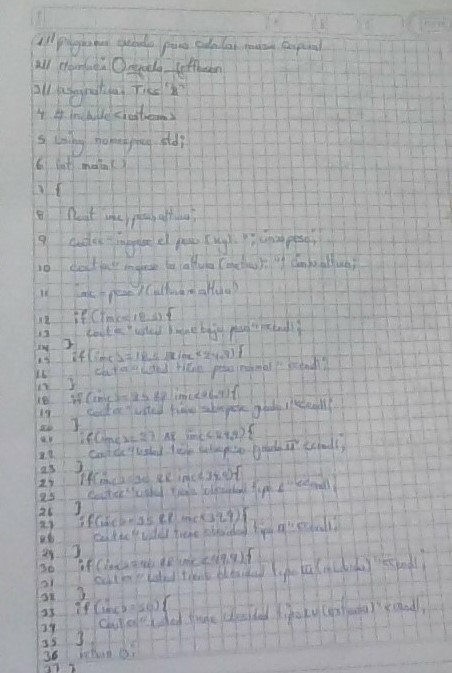 1// programa creado para calcular masa corporal
2//
3// asignatura: Tics "2"
4 # include <iostream>
5 using namespace std;
6 int main()
7 {
8 float imc, peso, altura;
9 cout<<"ingrese el peso (kg): "; cin>>peso;
10 cout<<"ingrese la altura (metros): "; cin>>altura;
11 imc = peso / (altura * altura)
12 if (imc<18.5) {
13 cout<<"usted tiene bajo peso"<<endl;
14 }
15 if (imc>=18.5 && imc<24.9) {
16 cout<<"usted tiene peso normal"<<endl;
17 }
18 if (imc>=25 && imc<26.9) {
19 cout<<"usted tiene sobrepeso grado I"<<endl;
20 }
21 if (imc>=27 && imc<29.9) {
22 cout<<"usted tiene sobrepeso grado II"<<endl;
23 }
24 if (imc>=30 && imc<34.9) {
25 cout<<"usted tiene obesidad tipo I"<<endl;
26 }
27 if (imc>=35 && imc<39.9) {
28 cout<<"usted tiene obesidad tipo II"<<endl;
29 }
30 if (imc>=40 && imc<49.9) {
31 cout<<"usted tiene obesidad tipo III (morbida)"<<endl;
32 }
33 if (imc>=50) {
34 cout<<"usted tiene obesidad tipo IV (extrema)"<<endl;
35 }
36 return 0;
37 }